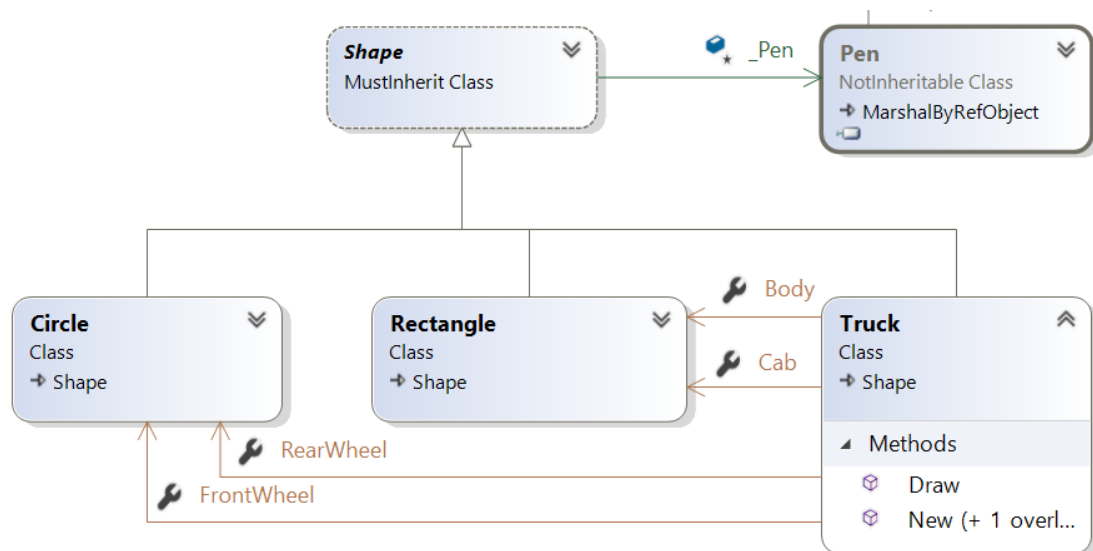 Shape
MustInherit Class
_Pen
Pen
NotInheritable Class
MarshalByRefObject
Circle
Class
Shape
Rectangle
Class
Shape
Body
Cab
Truck
Class
Shape
Methods
Draw
New (+ 1 overl...
RearWheel
FrontWheel